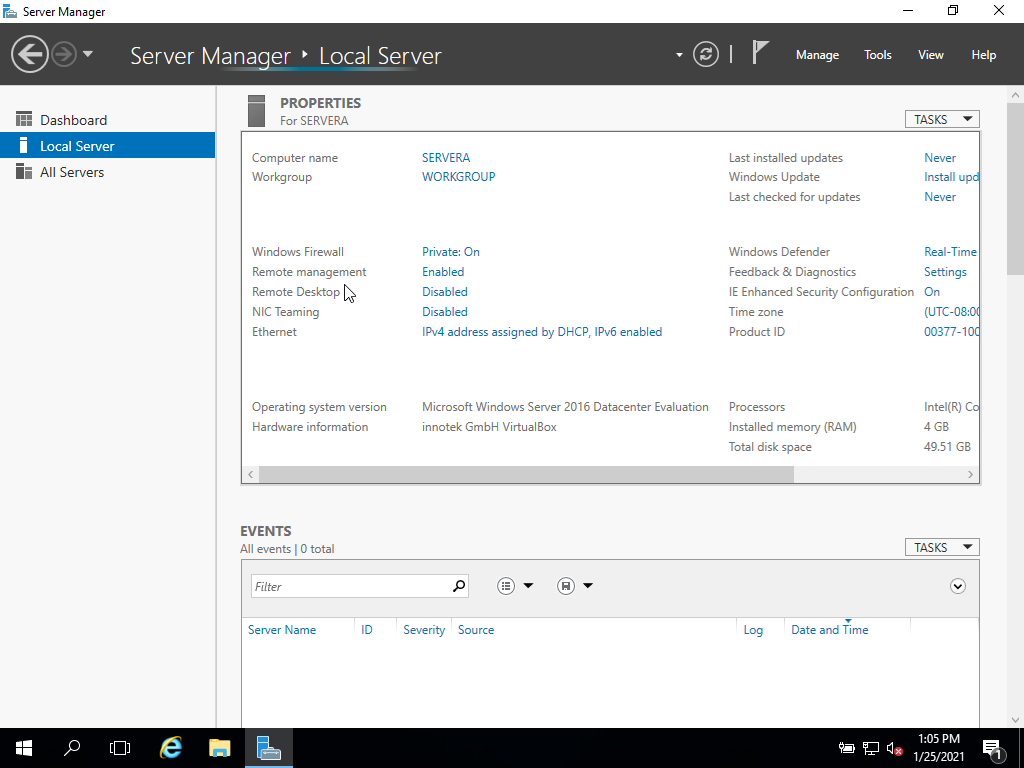 Server Manager
Server Manager ‣ Local Server
Manage Tools View Help
Dashboard
Local Server
All Servers
PROPERTIES
For SERVERA
TASKS
Computer name SERVERA
Workgroup WORKGROUP
Last installed updates Never
Windows Update Install upd
Last checked for updates Never
Windows Firewall Private: On
Remote management Enabled
Remote Desktop Disabled
NIC Teaming Disabled
Ethernet IPv4 address assigned by DHCP, IPv6 enabled
Windows Defender Real-Time
Feedback & Diagnostics Settings
IE Enhanced Security Configuration On
Time zone (UTC-08:00
Product ID 00377-100
Operating system version Microsoft Windows Server 2016 Datacenter Evaluation
Hardware information innotek GmbH VirtualBox
Processors Intel(R) Co
Installed memory (RAM) 4 GB
Total disk space 49.51 GB
EVENTS
All events | 0 total
TASKS
Filter
Server Name ID Severity Source Log Date and Time
1:05 PM
1/25/2021
1